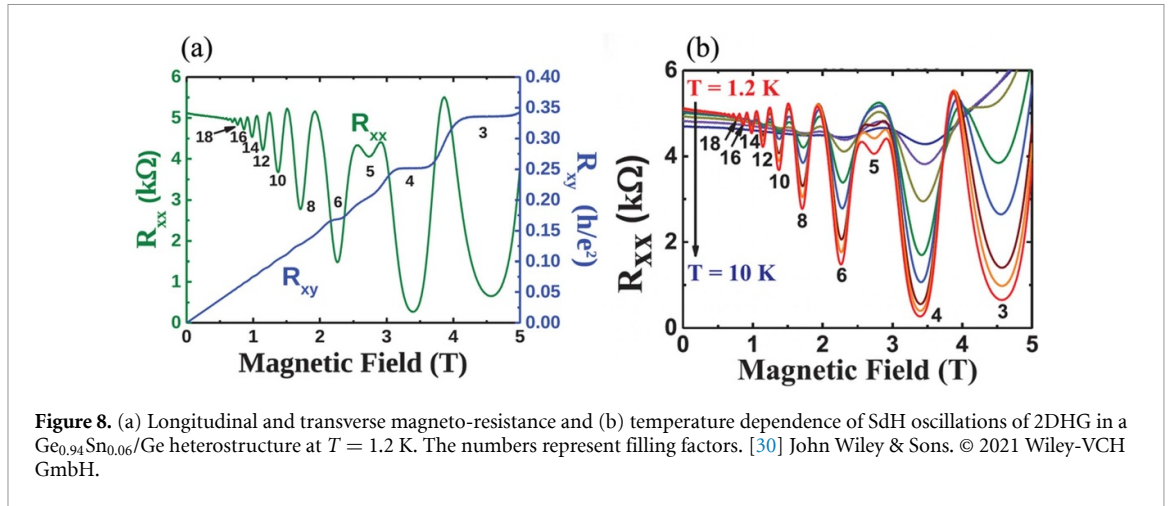 (a)
6
5
4
3
2
1
0
Rxx (kΩ)
0.40
0.35
0.30
0.25
0.20
0.15
0.10
0.05
0.00
Rxy (h/e²)
18
16
14
12
10
8
6
5
4
3
Rxx
Rxy
0 1 2 3 4 5
Magnetic Field (T)
(b)
6
4
2
0
Rxx (kΩ)
T = 1.2 K
T = 10 K
18
16
14
12
10
8
6
5
4
3
0 1 2 3 4 5
Magnetic Field (T)
Figure 8. (a) Longitudinal and transverse magneto-resistance and (b) temperature dependence of SdH oscillations of 2DHG in a
Ge0.94Sn0.06/Ge heterostructure at T = 1.2 K. The numbers represent filling factors. [30] John Wiley & Sons. © 2021 Wiley-VCH
GmbH.